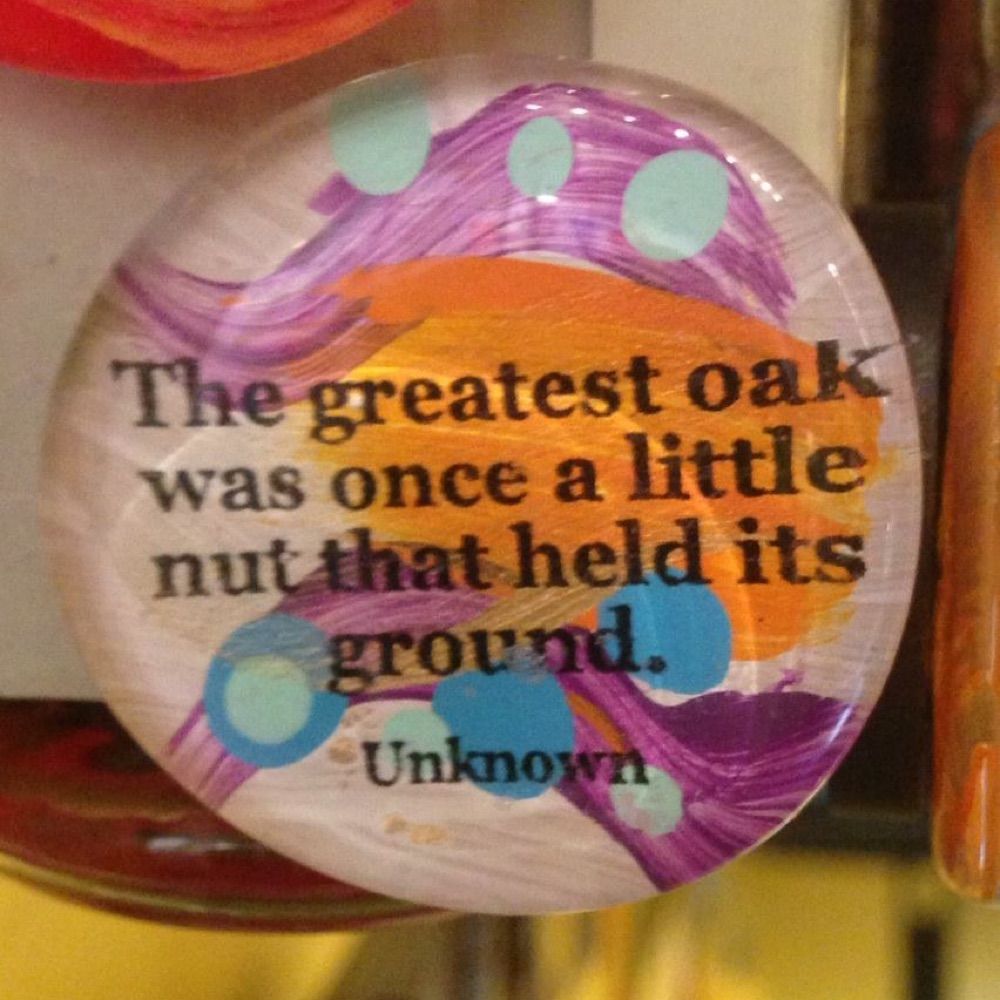 The greatest oak
was once a little
nut that held its
ground.
Unknown